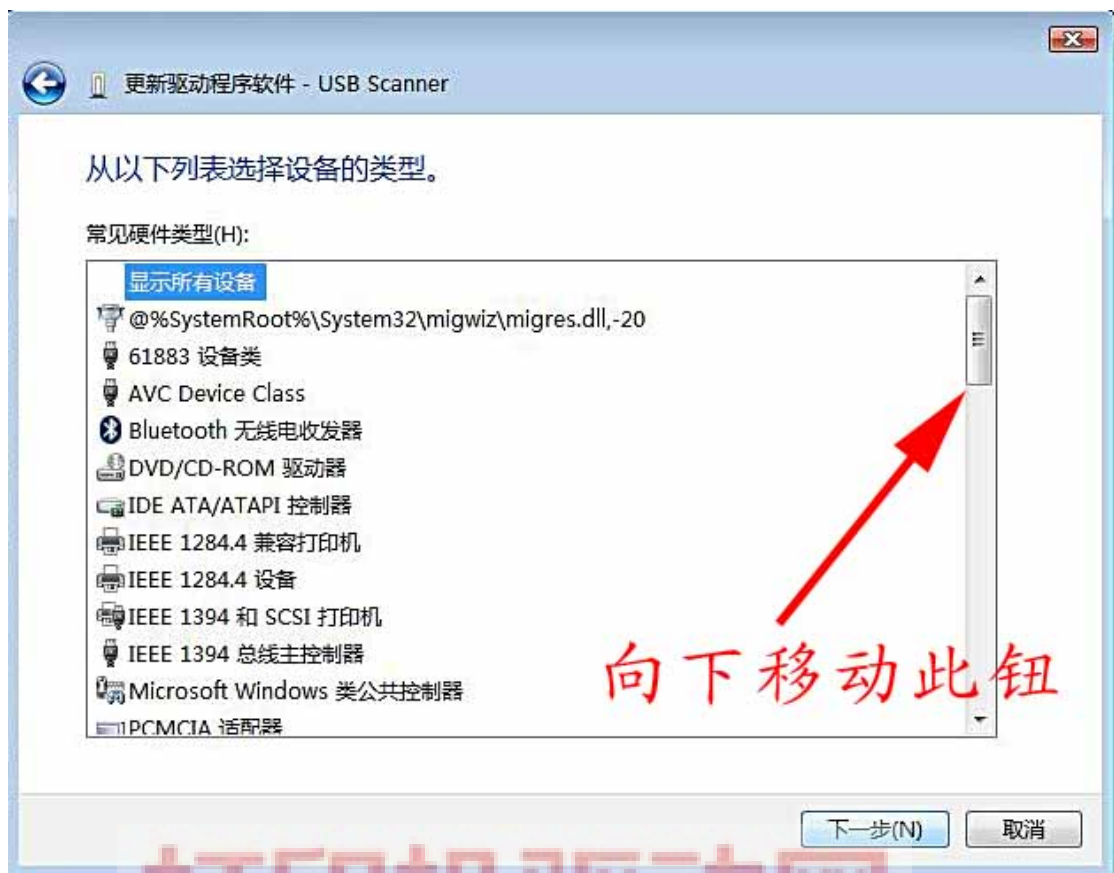 更新驱动程序软件 - USB Scanner
从以下列表选择设备的类型。
常见硬件类型(H):
显示所有设备
@%SystemRoot%\System32\migwiz\migres.dll,-20
61883 设备类
AVC Device Class
Bluetooth 无线电收发器
DVD/CD-ROM 驱动器
IDE ATA/ATAPI 控制器
IEEE 1284.4 兼容打印机
IEEE 1284.4 设备
IEEE 1394 和 SCSI 打印机
IEEE 1394 总线主控制器
向下移动此钮
Microsoft Windows 类公共控制器
PCMCIA 适配器
下一步(N)
取消
打印机驱动网